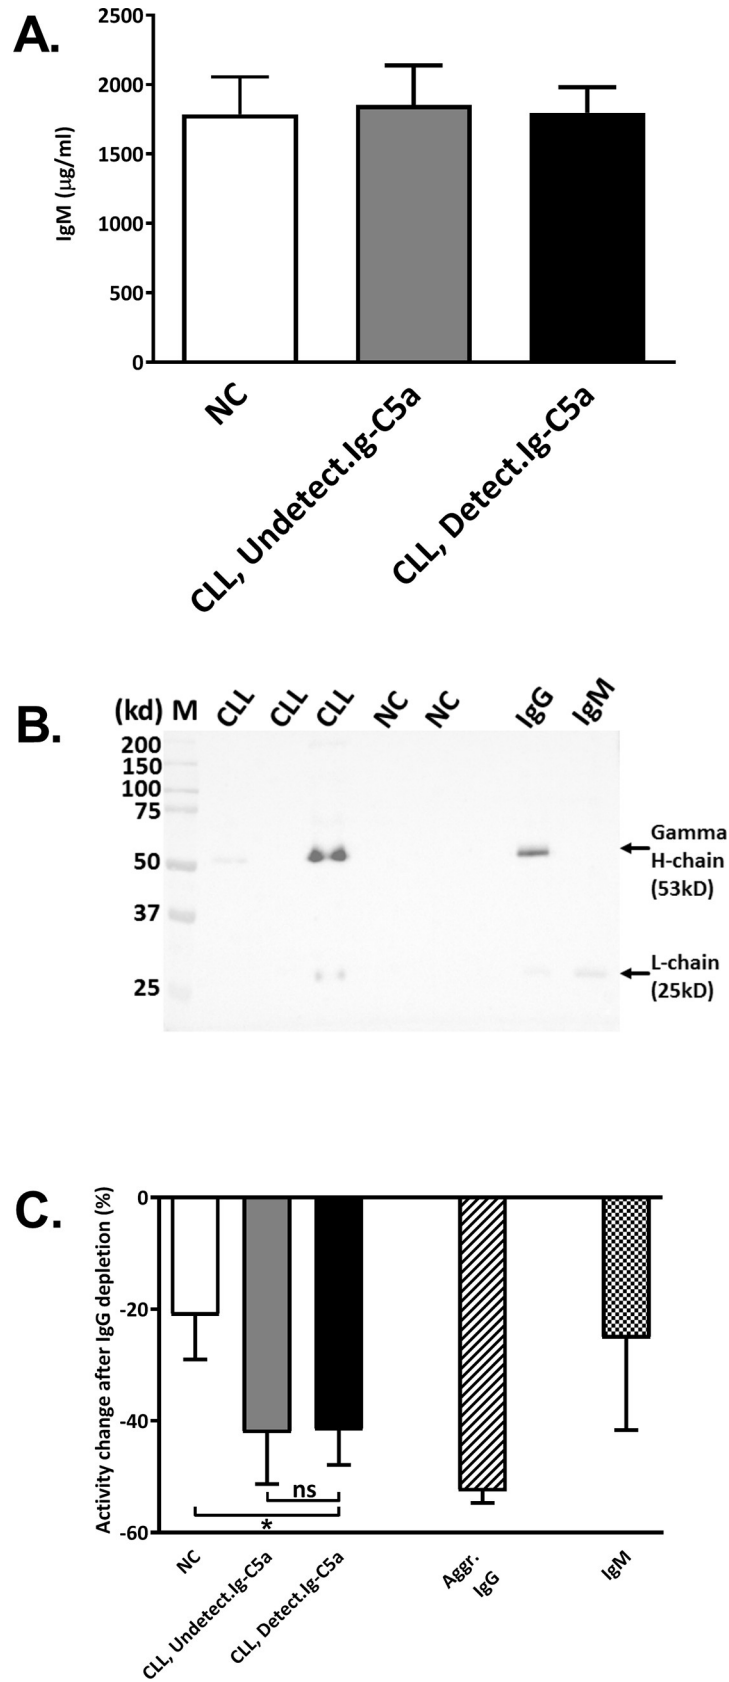 A.
IgM (µg/ml)
2500
2000
1500
1000
500
0
NC
CLL, Undetect.Ig-C5a
CLL, Detect.Ig-C5a
B.
(kd) M CLL CLL CLL NC NC IgG IgM
200
150
100
75
50
37
25
Gamma
H-chain
(53kD)
L-chain
(25kD)
C.
Activity change after IgG depletion (%)
0
-20
-40
-60
ns
*
NC
CLL, Undetect.Ig-C5a
CLL, Detect.Ig-C5a
Aggr.
IgG
IgM